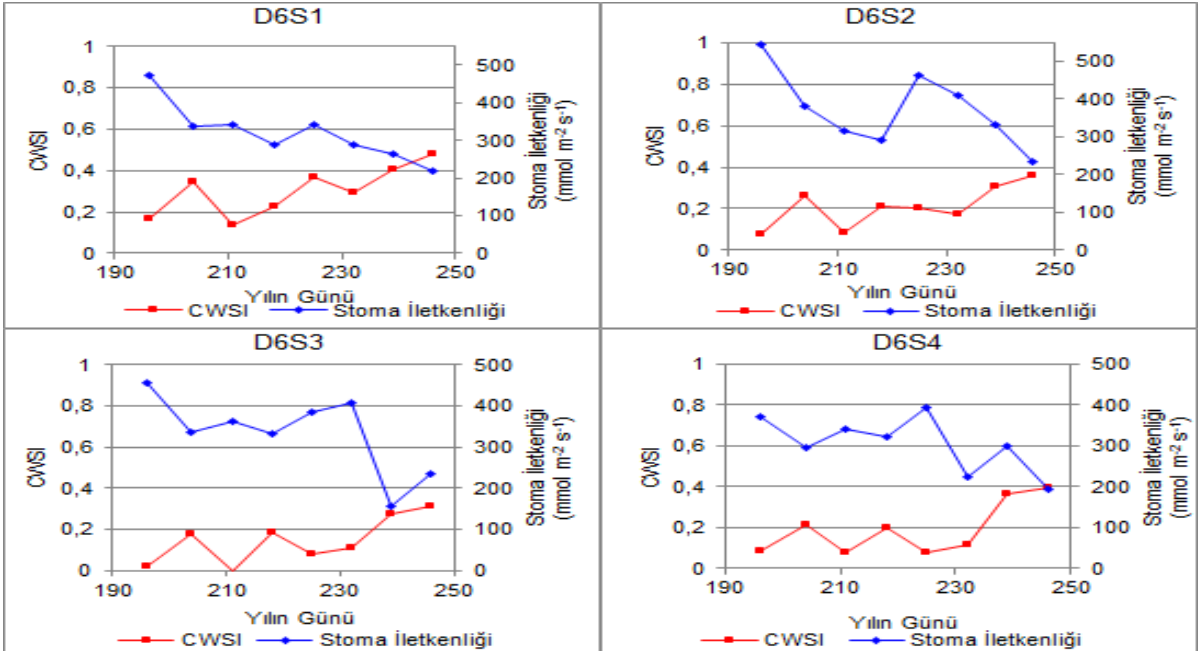 D6S1
1
0,8
0,6
0,4
0,2
0
CWSI
500
400
300
200
100
0
Stoma İletkenliği
(mmol m-2 s-1)
190 210 230 250
Yılın Günü
CWSI Stoma İletkenliği
D6S2
1
0,8
0,6
0,4
0,2
0
CWSI
500
400
300
200
100
0
Stoma İletkenliği
(mmol m-2 s-1)
190 210 230 250
Yılın Günü
CWSI Stoma İletkenliği
D6S3
1
0,8
0,6
0,4
0,2
0
CWSI
500
400
300
200
100
0
Stoma İletkenliği
(mmol m-2 s-1)
190 210 230 250
Yılın Günü
CWSI Stoma İletkenliği
D6S4
1
0,8
0,6
0,4
0,2
0
CWSI
500
400
300
200
100
0
Stoma İletkenliği
(mmol m-2 s-1)
190 210 230 250
Yılın Günü
CWSI Stoma İletkenliği